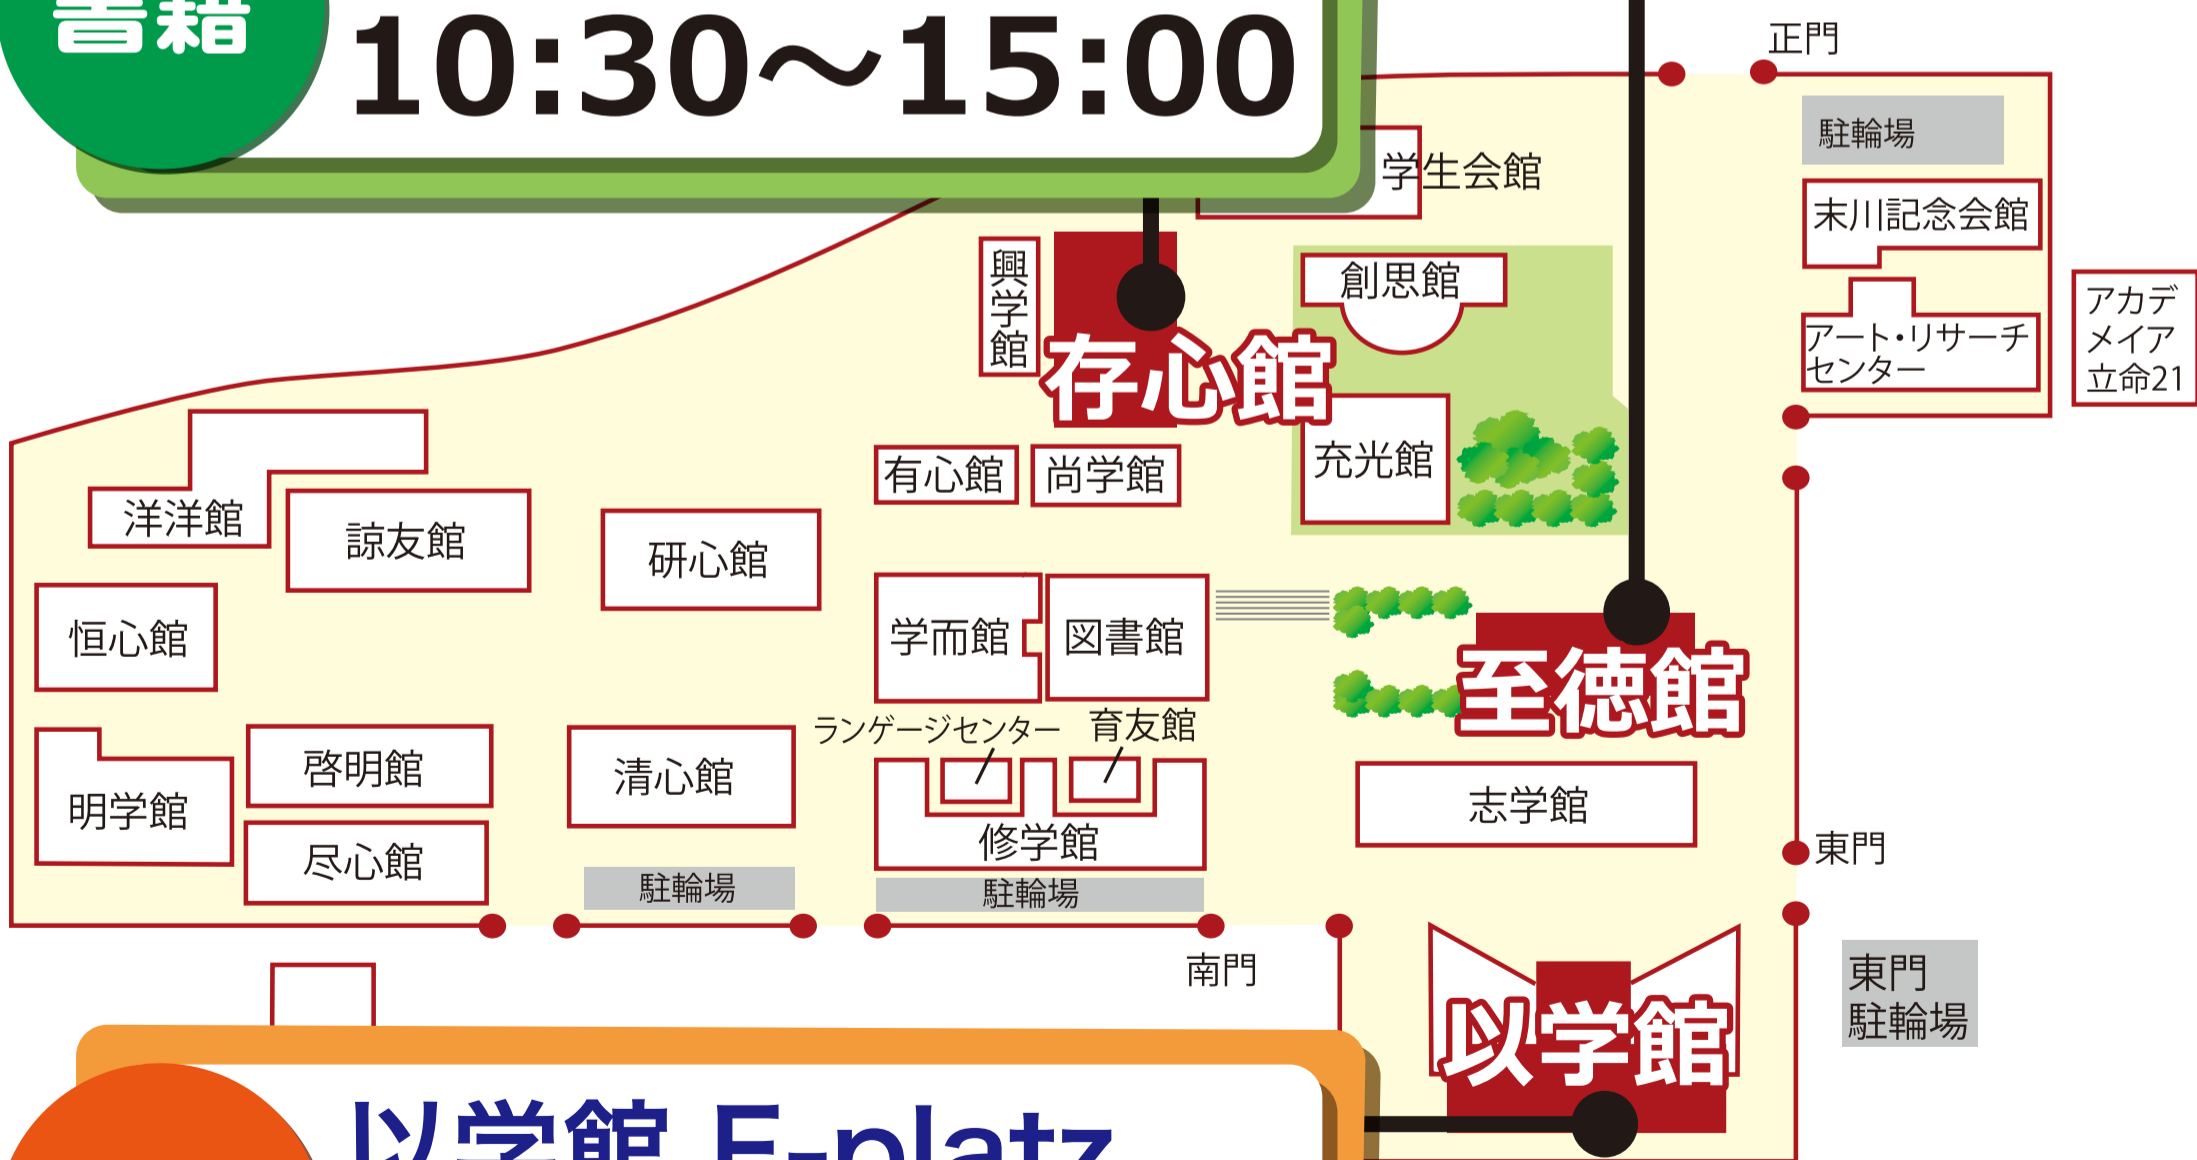 書籍
10:30～15:00
正門
駐輪場
学生会館
末川記念会館
興学館
創思館
アカデ
メイア
立命21
アート・リサーチ
センター
存心館
充光館
有心館
尚学館
洋洋館
諒友館
研心館
恒心館
学而館
図書館
至徳館
ランゲージセンター
育友館
啓明館
清心館
明学館
志学館
修学館
尽心館
東門
駐輪場
駐輪場
南門
東門
駐輪場
以学館
以学館 E-platz